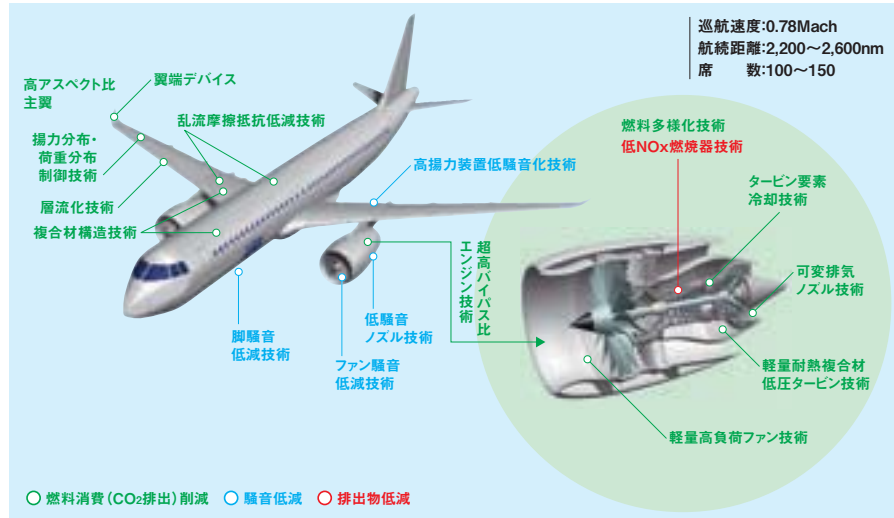 巡航速度:0.78Mach
航続距離:2,200～2,600nm
席　　数:100～150
高アスペクト比
主翼
翼端デバイス
揚力分布・
荷重分布
制御技術
乱流摩擦抵抗低減技術
層流化技術
複合材構造技術
高揚力装置低騒音化技術
脚騒音
低減技術
ファン騒音
低減技術
低騒音
ノズル技術
超高バイパス比
エンジン技術
燃料多様化技術
低NOx燃焼器技術
タービン要素
冷却技術
可変排気
ノズル技術
軽量耐熱複合材
低圧タービン技術
軽量高負荷ファン技術
燃料消費（CO2排出）削減
騒音低減
排出物低減